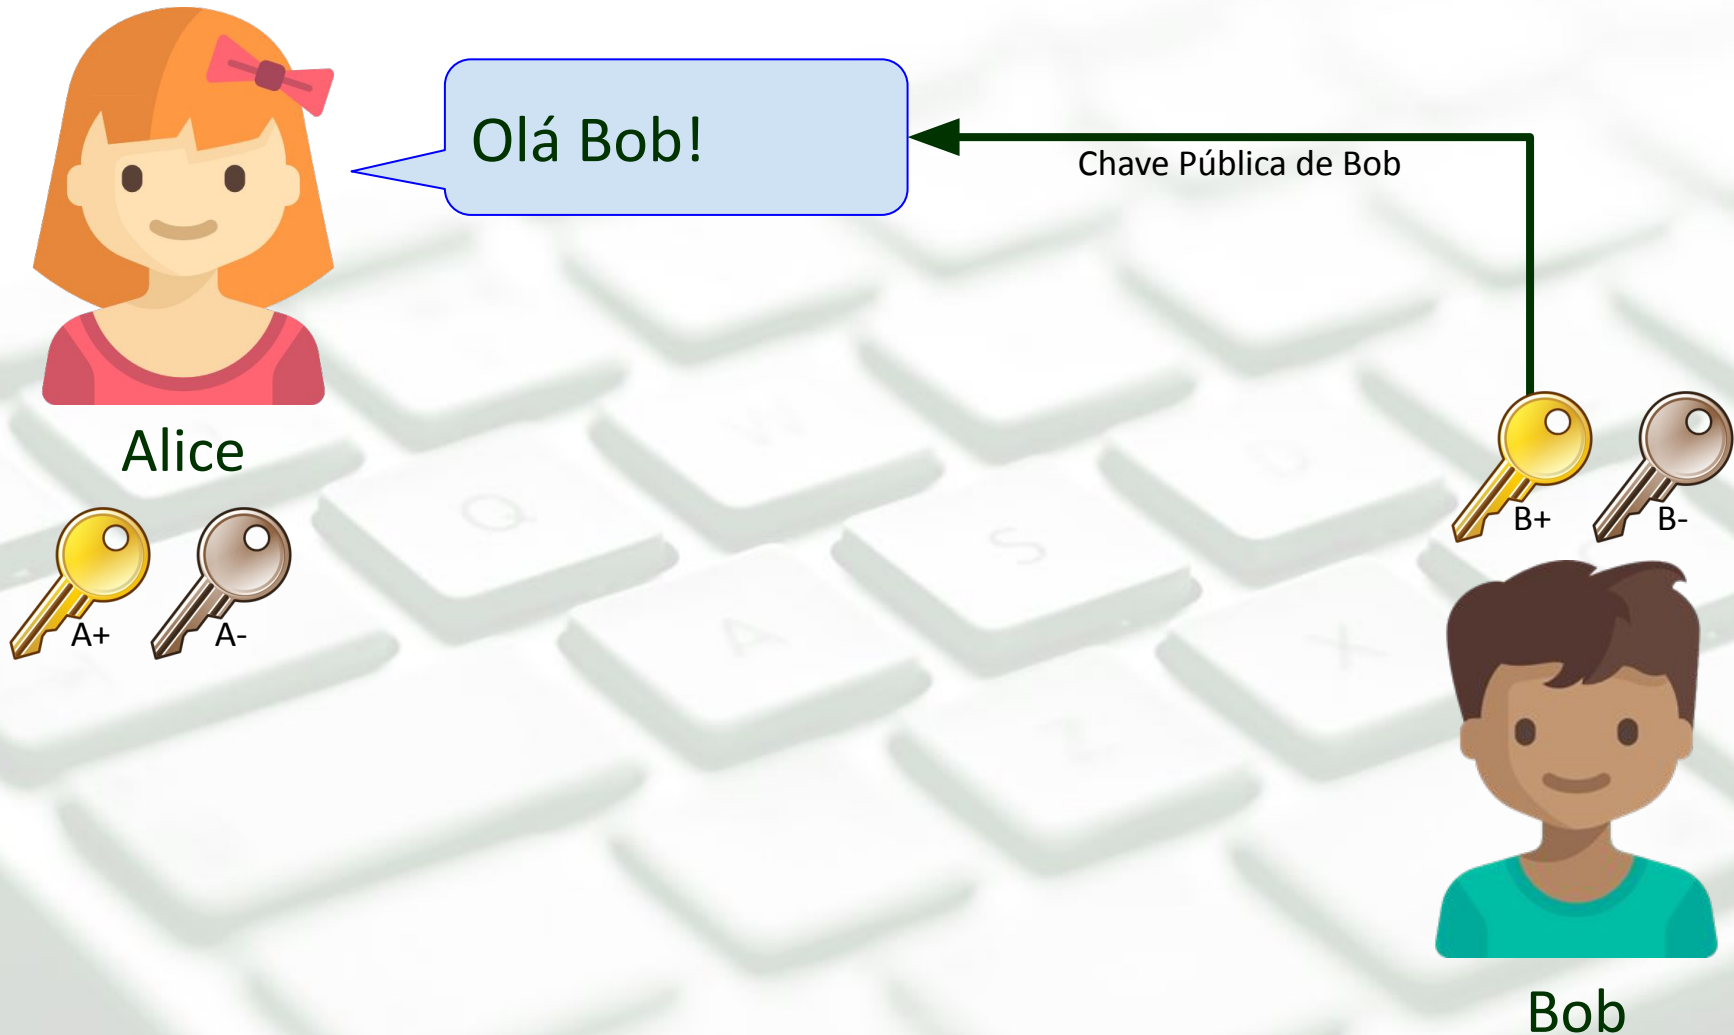 Olá Bob!
Chave Pública de Bob
Alice
A+
A-
B+
B-
Bob
Q
W
S
D
A
X
Z